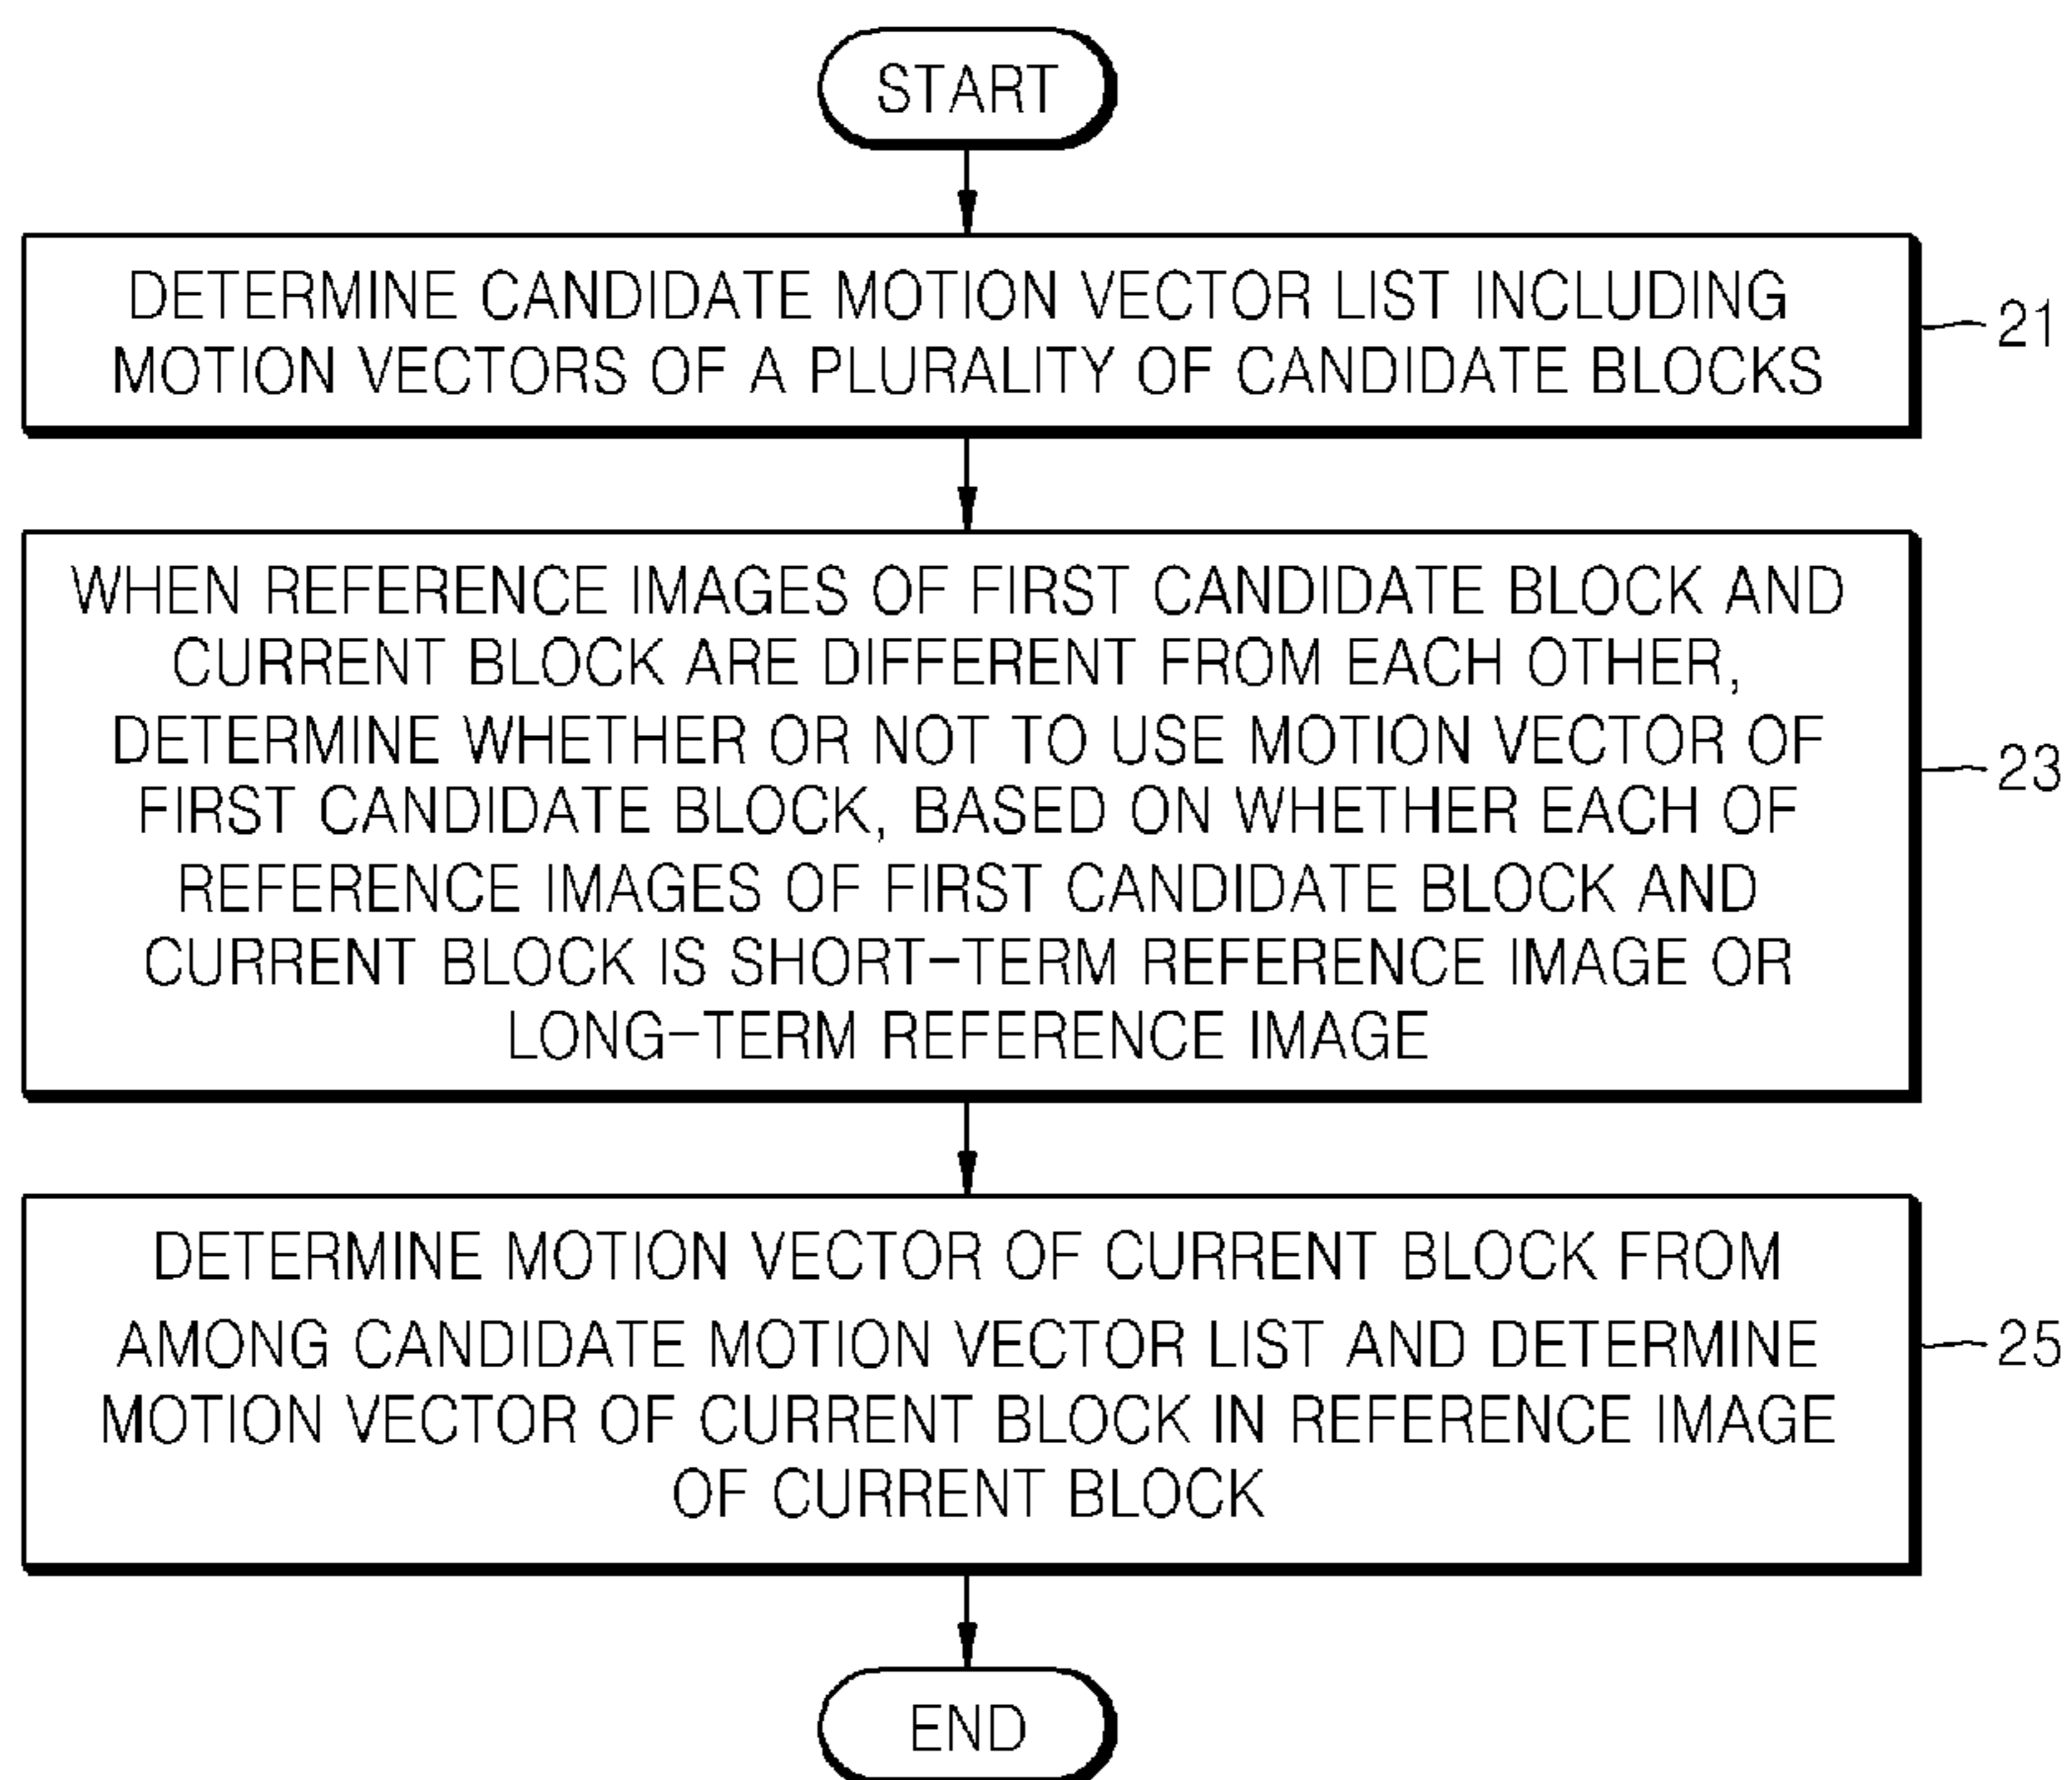 START
DETERMINE CANDIDATE MOTION VECTOR LIST INCLUDING
MOTION VECTORS OF A PLURALITY OF CANDIDATE BLOCKS
21
WHEN REFERENCE IMAGES OF FIRST CANDIDATE BLOCK AND
CURRENT BLOCK ARE DIFFERENT FROM EACH OTHER,
DETERMINE WHETHER OR NOT TO USE MOTION VECTOR OF
FIRST CANDIDATE BLOCK, BASED ON WHETHER EACH OF
REFERENCE IMAGES OF FIRST CANDIDATE BLOCK AND
CURRENT BLOCK IS SHORT-TERM REFERENCE IMAGE OR
LONG-TERM REFERENCE IMAGE
23
DETERMINE MOTION VECTOR OF CURRENT BLOCK FROM
AMONG CANDIDATE MOTION VECTOR LIST AND DETERMINE
MOTION VECTOR OF CURRENT BLOCK IN REFERENCE IMAGE
OF CURRENT BLOCK
25
END